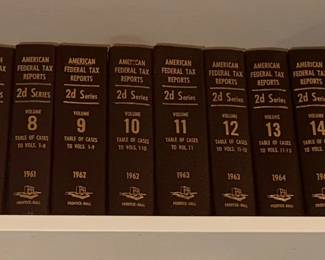 AMERICAN
FEDERAL TAX
REPORTS
2d SERIES
VOLUME
8
TABLE OF CASES
TO VOLS. 5-8
1961
PRENTICE-HALL
AMERICAN
FEDERAL TAX
REPORTS
2d Series
VOLUME
9
TABLE OF CASES
TO VOLS. 5-9
1962
PRENTICE-HALL
AMERICAN
FEDERAL TAX
REPORTS
2d Series
VOLUME
10
TABLE OF CASES
TO VOLS. 1-10
1962
PRENTICE-HALL
AMERICAN
FEDERAL TAX
REPORTS
2d Series
VOLUME
11
TABLE OF CASES
TO VOL. 11
1963
PRENTICE-HALL
AMERICAN
FEDERAL TAX
REPORTS
2d Series
VOLUME
12
TABLE OF CASES
TO VOLS. 11-12
1963
PRENTICE-HALL
AMERICAN
FEDERAL TAX
REPORTS
2d Series
VOLUME
13
TABLE OF CASES
TO VOLS. 11-13
1964
PRENTICE-HALL
AMERICAN
FEDERAL TAX
REPORTS
2d Series
VOLUME
14
TABLE OF CASES